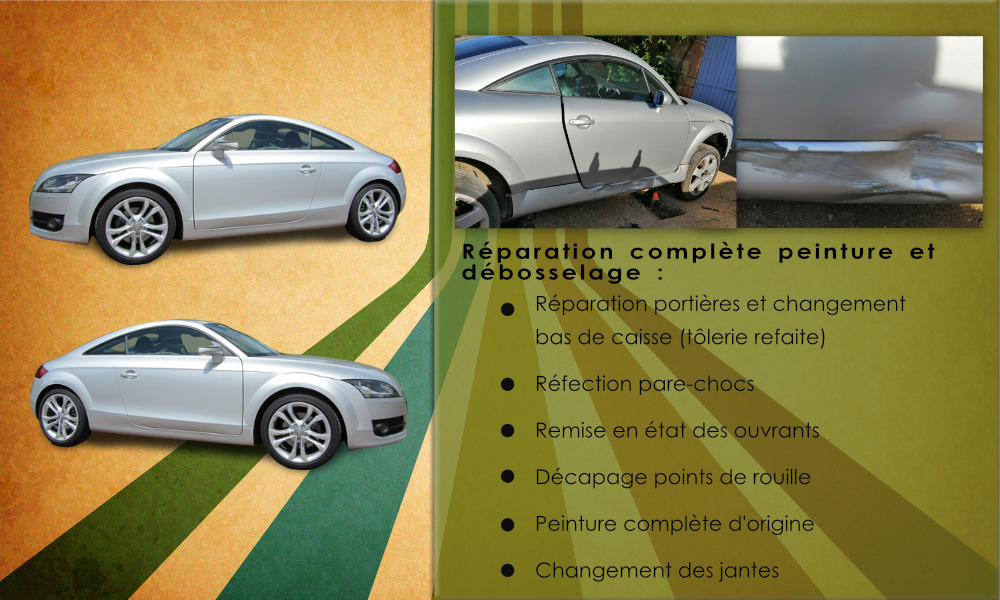 Réparation complète peinture et
débosselage :
Réparation portières et changement
bas de caisse (tôlerie refaite)
Réfection pare-chocs
Remise en état des ouvrants
Décapage points de rouille
Peinture complète d'origine
Changement des jantes